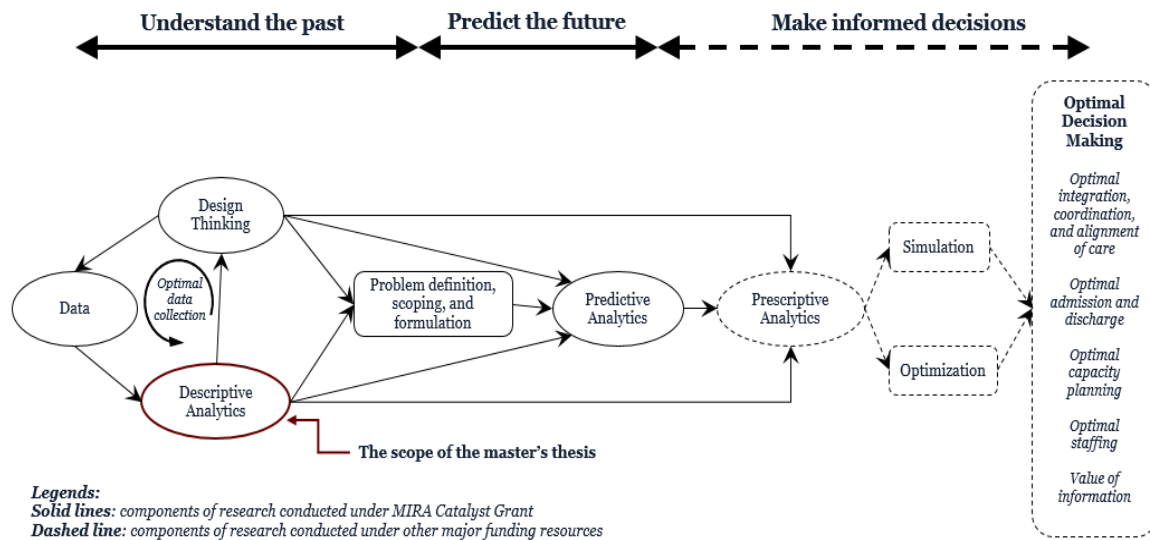 Understand the past
Predict the future
Make informed decisions
Design
Thinking
Data
Optimal
data
collection
Descriptive
Analytics
Problem definition,
scoping, and
formulation
Predictive
Analytics
Prescriptive
Analytics
Simulation
Optimization
Optimal
Decision
Making
Optimal
integration,
coordination,
and alignment
of care
Optimal
admission and
discharge
Optimal
capacity
planning
Optimal
staffing
Value of
information
The scope of the master's thesis
Legends:
Solid lines: components of research conducted under MIRA Catalyst Grant
Dashed line: components of research conducted under other major funding resources